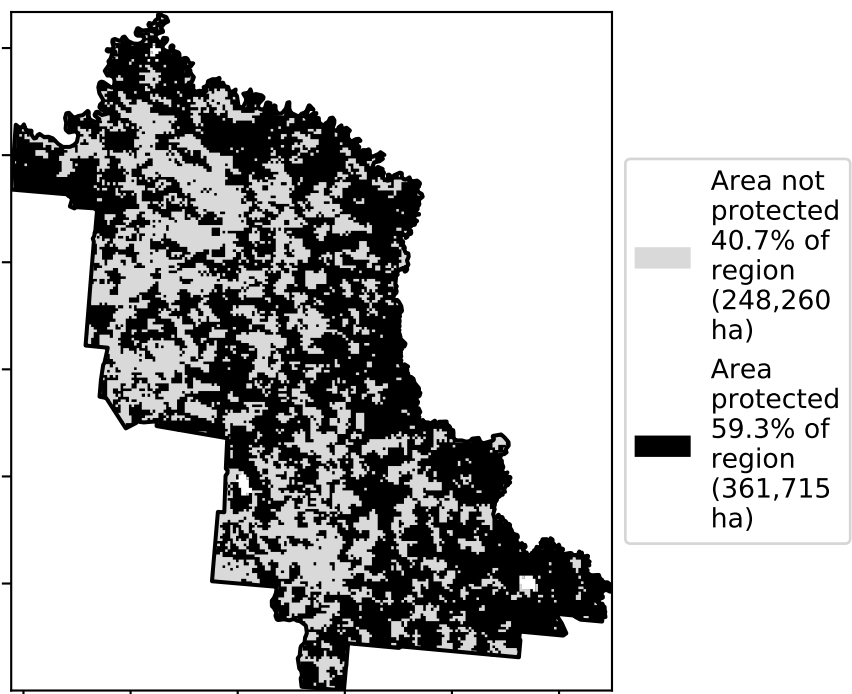 Area not
protected
40.7% of
region
(248,260
ha)
Area
protected
59.3% of
region
(361,715
ha)